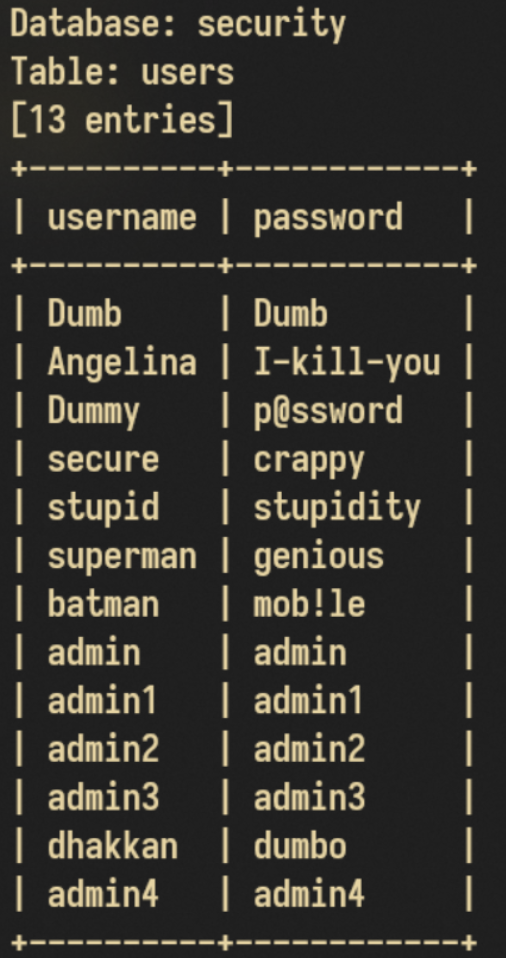 Database: security
Table: users
[13 entries]
+----------+------------+
| username | password   |
+----------+------------+
| Dumb     | Dumb       |
| Angelina | I-kill-you |
| Dummy    | p@ssword   |
| secure   | crappy     |
| stupid   | stupidity  |
| superman | genious    |
| batman   | mob!le     |
| admin    | admin      |
| admin1   | admin1     |
| admin2   | admin2     |
| admin3   | admin3     |
| dhakkan  | dumbo      |
| admin4   | admin4     |
+----------+------------+